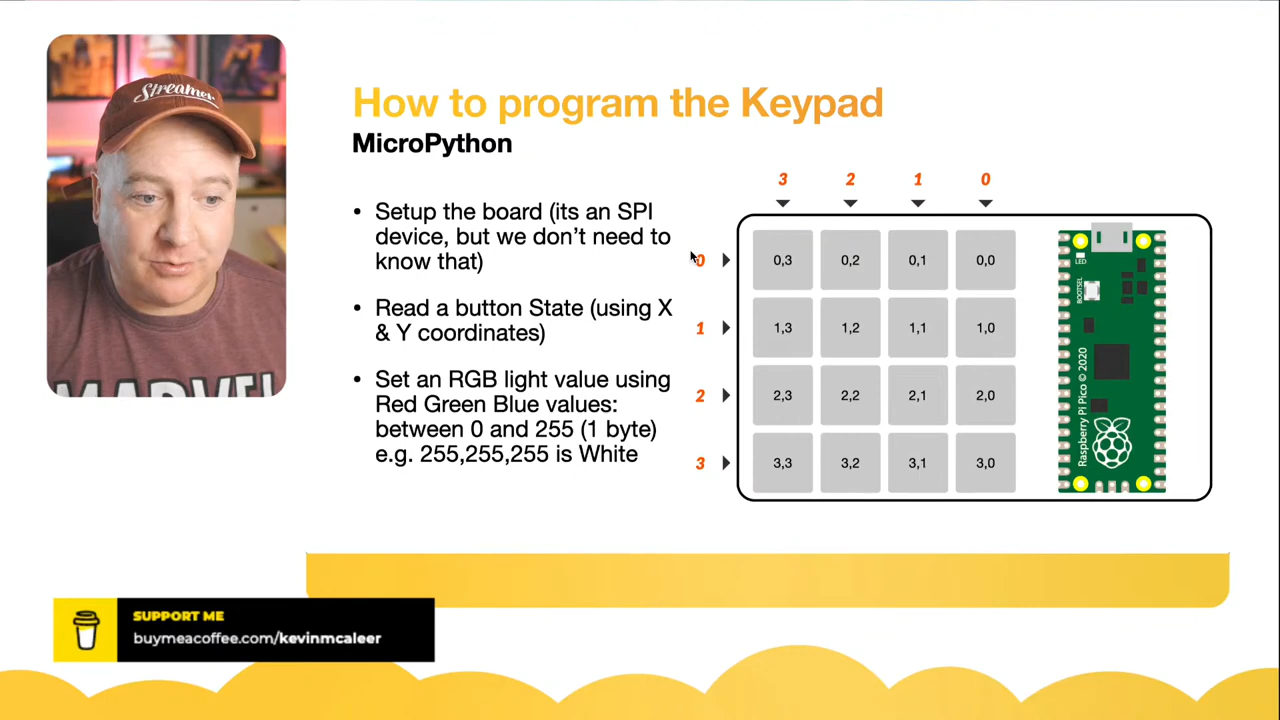 Streamer
MARVEL
How to program the Keypad
MicroPython
• Setup the board (its an SPI
device, but we don’t need to
know that)
• Read a button State (using X
& Y coordinates)
• Set an RGB light value using
Red Green Blue values:
between 0 and 255 (1 byte)
e.g. 255,255,255 is White
3 2 1 0
0 0,3 0,2 0,1 0,0
1 1,3 1,2 1,1 1,0
2 2,3 2,2 2,1 2,0
3 3,3 3,2 3,1 3,0
LED
BOOTSEL
Raspberry Pi Pico © 2020
SUPPORT ME
buymeacoffee.com/kevinmcaleer